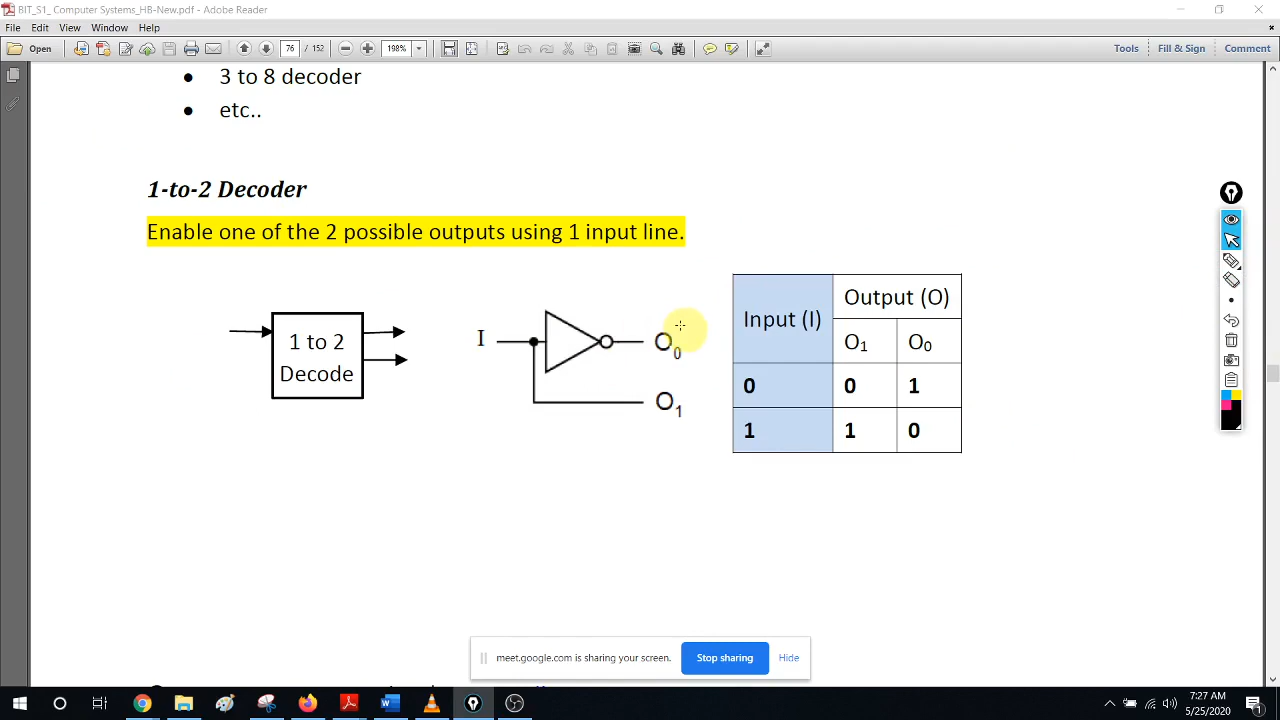 BIT_S1_ Computer Systems_HB-New.pdf - Adobe Reader
File Edit View Window Help
Open 76 / 152 198% Tools Fill & Sign Comment
• 3 to 8 decoder
• etc..
1-to-2 Decoder
Enable one of the 2 possible outputs using 1 input line.
1 to 2
Decode
I
O0
O1
Input (I) Output (O)
O1 O0
0 0 1
1 1 0
meet.google.com is sharing your screen. Stop sharing Hide
7:27 AM
5/25/2020